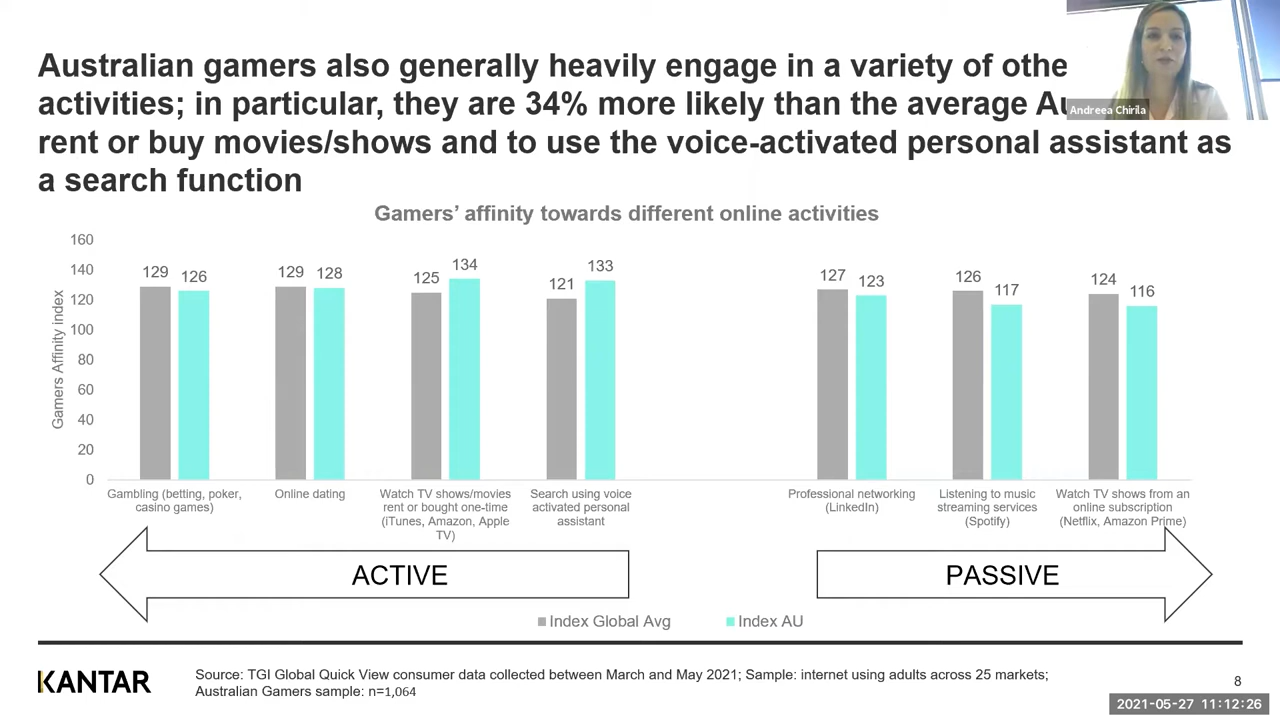 Australian gamers also generally heavily engage in a variety of othe
activities; in particular, they are 34% more likely than the average Au
Andreea Chirila
rent or buy movies/shows and to use the voice-activated personal assistant as
a search function
Gamers’ affinity towards different online activities
Gamers Affinity index
160
140
120
100
80
60
40
20
0
129 126
129 128
125 134
121 133
127 123
126 117
124 116
Gambling (betting, poker,
casino games)
Online dating
Watch TV shows/movies
rent or bought one-time
(iTunes, Amazon, Apple
TV)
Search using voice
activated personal
assistant
Professional networking
(LinkedIn)
Listening to music
streaming services
(Spotify)
Watch TV shows from an
online subscription
(Netflix, Amazon Prime)
ACTIVE
PASSIVE
Index Global Avg
Index AU
KANTAR
Source: TGI Global Quick View consumer data collected between March and May 2021; Sample: internet using adults across 25 markets;
Australian Gamers sample: n=1,064
8
2021-05-27 11:12:26